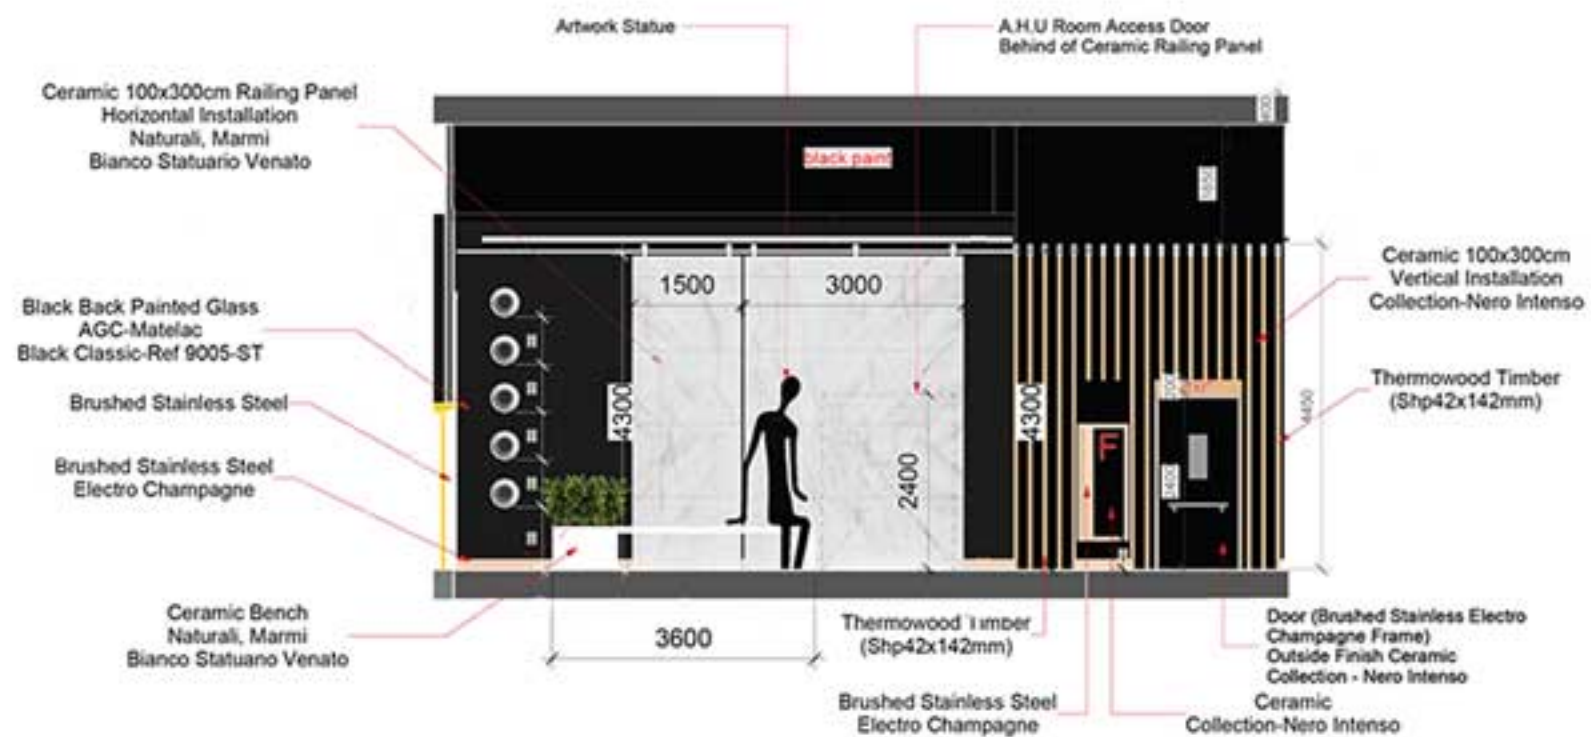 Artwork Statue
A.H.U Room Access Door
Behind of Ceramic Railing Panel
Ceramic 100x300cm Railing Panel
Horizontal Installation
Naturali, Marmi
Bianco Statuario Venato
400
black paint
1650
Ceramic 100x300cm
Vertical Installation
Collection-Nero Intenso
1500
3000
Black Back Painted Glass
AGC-Matelac
Black Classic-Ref 9005-ST
Thermowood Timber
(Shp42x142mm)
Brushed Stainless Steel
4300
4300
4450
F
Brushed Stainless Steel
Electro Champagne
2400
Ceramic Bench
Naturali, Marmi
Bianco Statuano Venato
3600
Thermowood Timber
(Shp42x142mm)
Door (Brushed Stainless Electro
Champagne Frame)
Outside Finish Ceramic
Collection - Nero Intenso
Brushed Stainless Steel
Electro Champagne
Ceramic
Collection-Nero Intenso